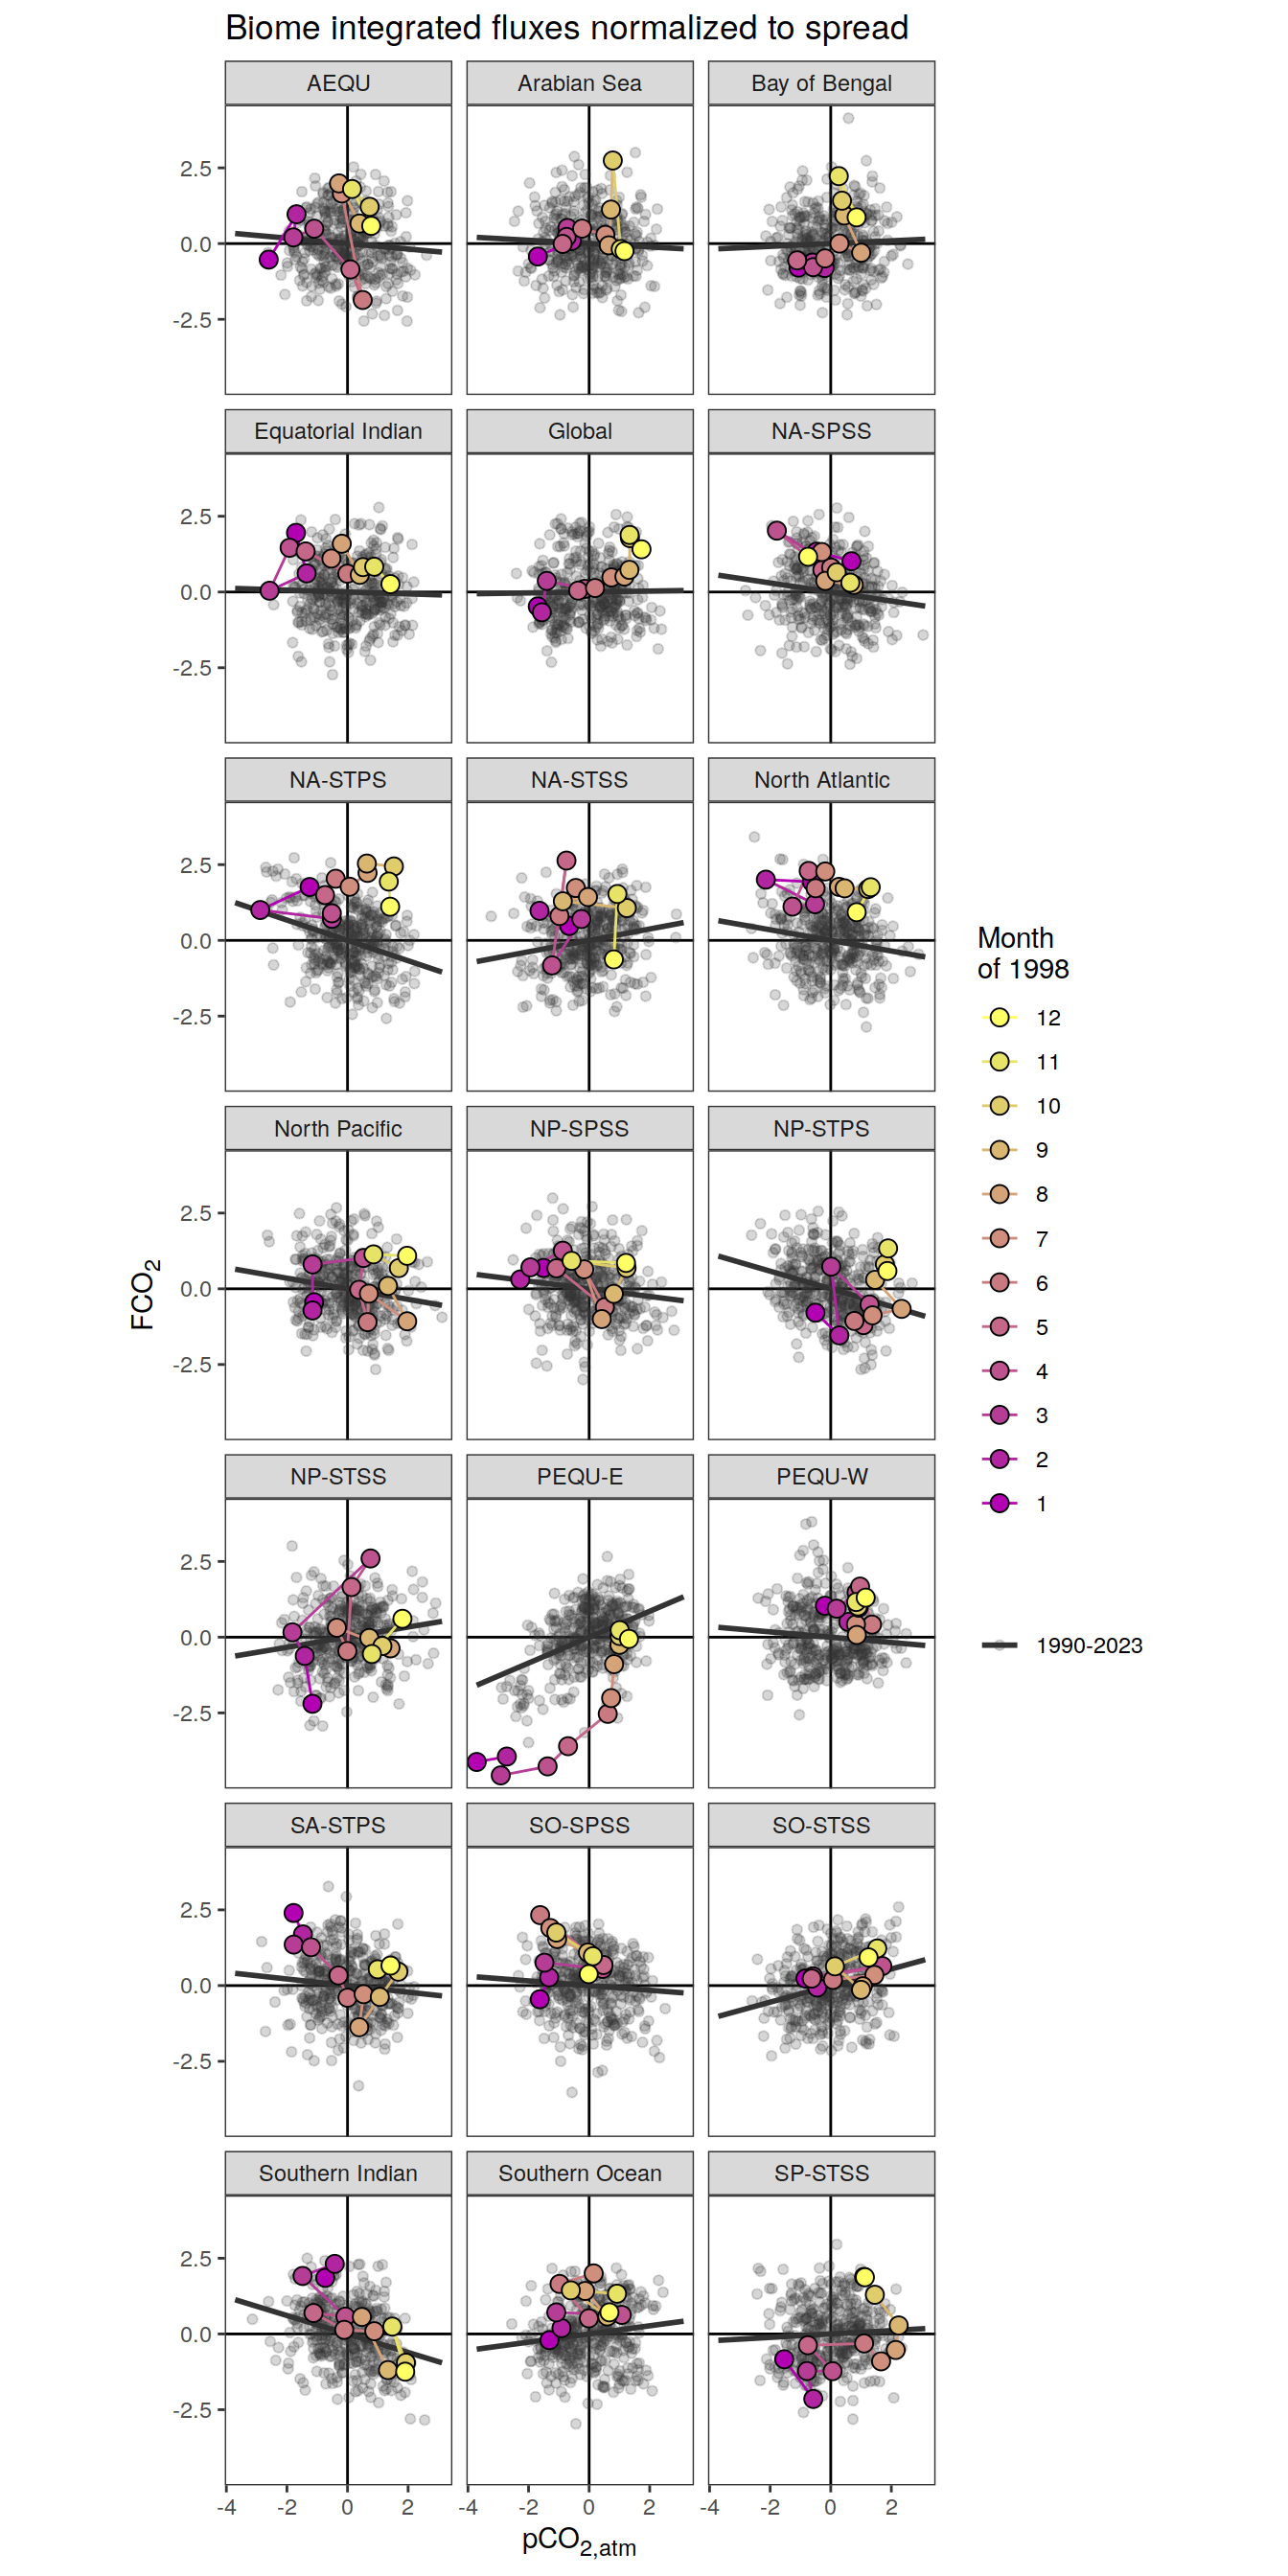 Biome integrated fluxes normalized to spread
AEQU Arabian Sea Bay of Bengal
2.5
0.0
-2.5
Equatorial Indian Global NA-SPSS
2.5
0.0
-2.5
NA-STPS NA-STSS North Atlantic
2.5
0.0
-2.5
North Pacific NP-SPSS NP-STPS
2.5
0.0
-2.5
NP-STSS PEQU-E PEQU-W
2.5
0.0
-2.5
SA-STPS SO-SPSS SO-STSS
2.5
0.0
-2.5
Southern Indian Southern Ocean SP-STSS
2.5
0.0
-2.5
-4 -2 0 2 -4 -2 0 2 -4 -2 0 2
pCO₂,atm
FCO₂
Month
of 1998
12
11
10
9
8
7
6
5
4
3
2
1
1990-2023